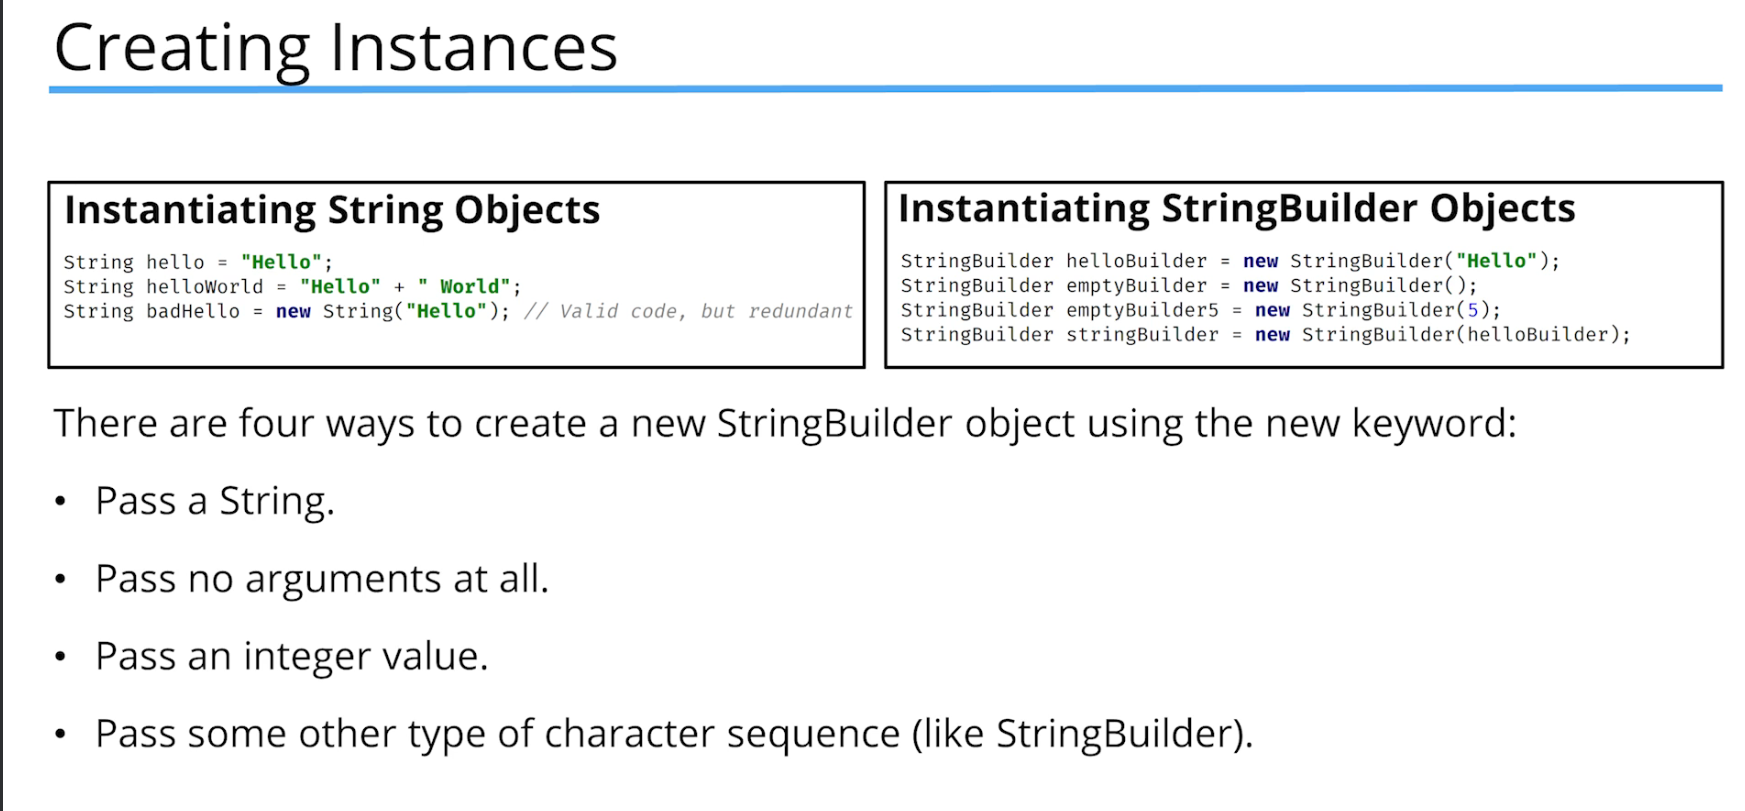 Creating Instances
Instantiating String Objects
String hello = "Hello";
String helloWorld = "Hello" + " World";
String badHello = new String("Hello"); // Valid code, but redundant
Instantiating StringBuilder Objects
StringBuilder helloBuilder = new StringBuilder("Hello");
StringBuilder emptyBuilder = new StringBuilder();
StringBuilder emptyBuilder5 = new StringBuilder(5);
StringBuilder stringBuilder = new StringBuilder(helloBuilder);
There are four ways to create a new StringBuilder object using the new keyword:
• Pass a String.
• Pass no arguments at all.
• Pass an integer value.
• Pass some other type of character sequence (like StringBuilder).